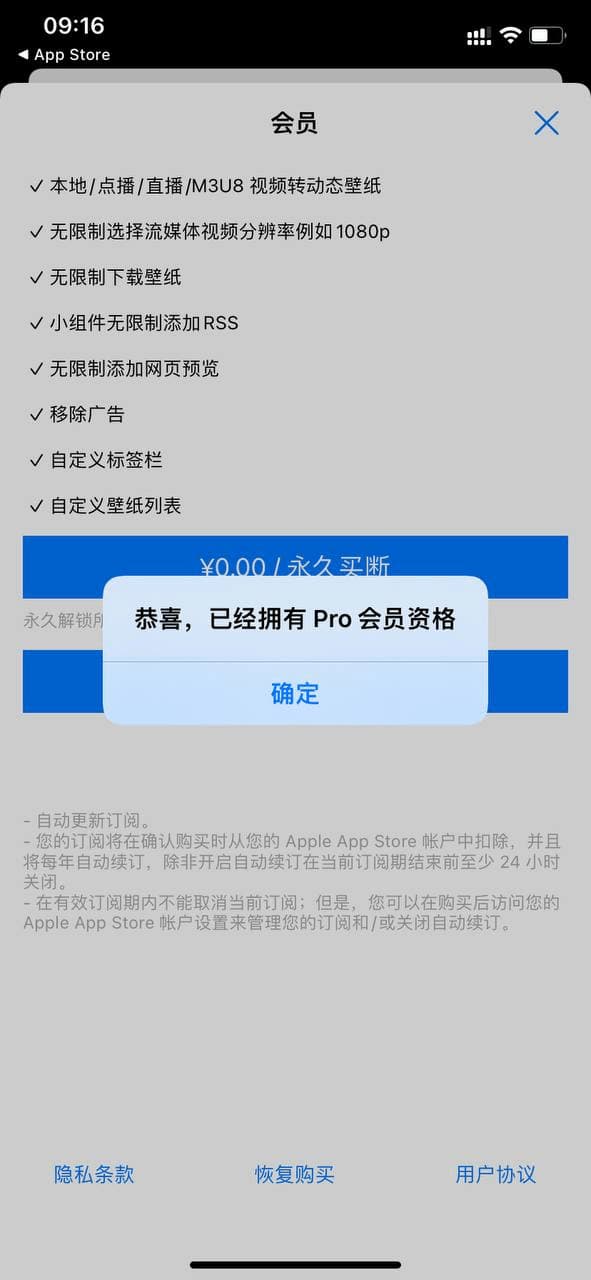 09:16
◀ App Store
会员
✓ 本地/点播/直播/M3U8 视频转动态壁纸
✓ 无限制选择流媒体视频分辨率例如1080p
✓ 无限制下载壁纸
✓ 小组件无限制添加RSS
✓ 无限制添加网页预览
✓ 移除广告
✓ 自定义标签栏
✓ 自定义壁纸列表
¥0.00 / 永久买断
永久解锁
恭喜，已经拥有 Pro 会员资格
确定
- 自动更新订阅。
- 您的订阅将在确认购买时从您的 Apple App Store 帐户中扣除，并且
将每年自动续订，除非开启自动续订在当前订阅期结束前至少 24 小时
关闭。
- 在有效订阅期内不能取消当前订阅；但是，您可以在购买后访问您的
Apple App Store 帐户设置来管理您的订阅和/或关闭自动续订。
隐私条款
恢复购买
用户协议